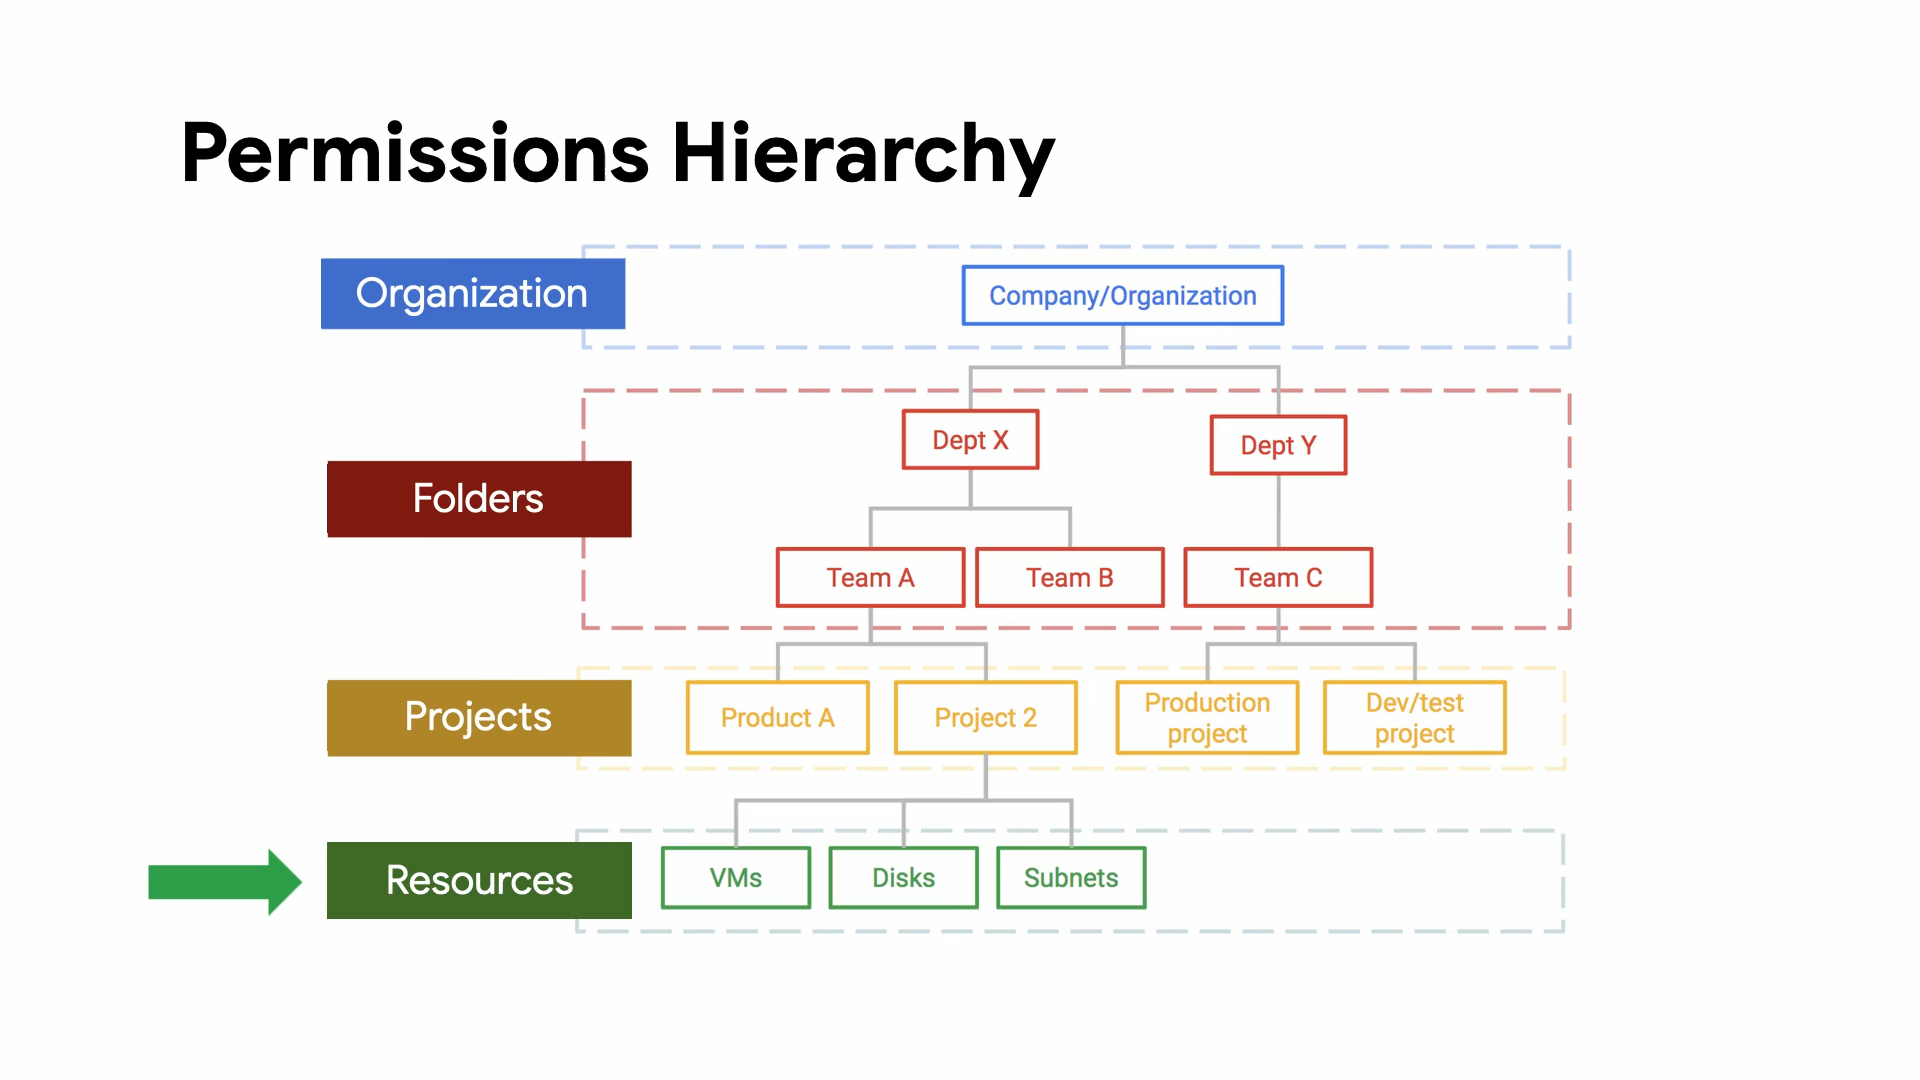 Permissions Hierarchy
Organization
Company/Organization
Folders
Dept X
Dept Y
Team A
Team B
Team C
Projects
Product A
Project 2
Production
project
Dev/test
project
Resources
VMs
Disks
Subnets